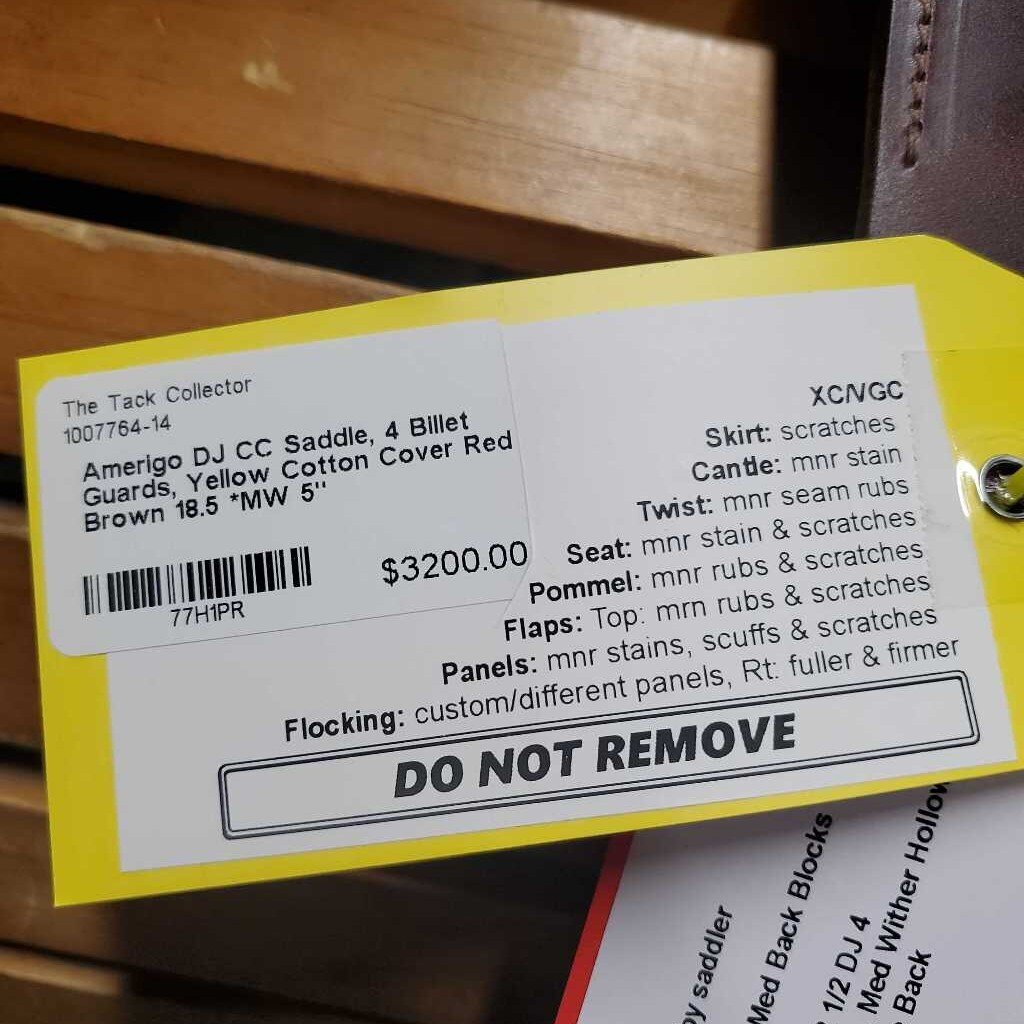 The Tack Collector
1007764-14
Amerigo DJ CC Saddle, 4 Billet
Guards, Yellow Cotton Cover Red
Brown 18.5 *MW 5"
$3200.00
77H1PR
XC/VGC
Skirt: scratches
Cantle: mnr stain
Twist: mnr seam rubs
Seat: mnr stain & scratches
Pommel: mnr rubs & scratches
Flaps: Top: mrn rubs & scratches
Panels: mnr stains, scuffs & scratches
Flocking: custom/different panels, Rt: fuller & firmer
DO NOT REMOVE
saddler
Med Back Blocks
1/2 DJ 4
Med Wither Hollow
Back